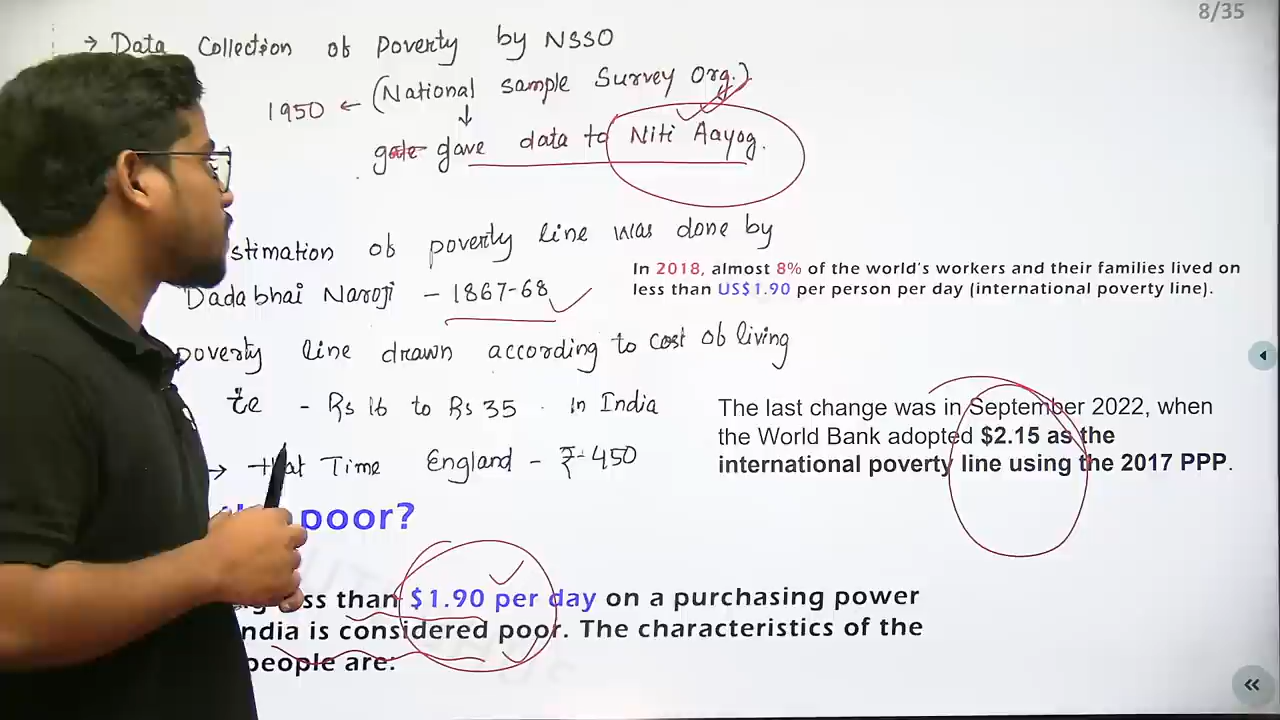 8/35
→ Data Collection of Poverty by NSSO
1950 ← (National sample Survey Org.)
↓
gave data to Niti Aayog.
stimation of poverty line was done by
Dadabhai Naroji – 1867-68
In 2018, almost 8% of the world's workers and their families lived on
less than US$1.90 per person per day (international poverty line).
poverty line drawn according to cost of living
- Rs 16 to Rs 35 . in India
The last change was in September 2022, when
the World Bank adopted $2.15 as the
international poverty line using the 2017 PPP.
→ that Time England - ₹-450
poor?
than $1.90 per day on a purchasing power
ndia is considered poor. The characteristics of the
people are: